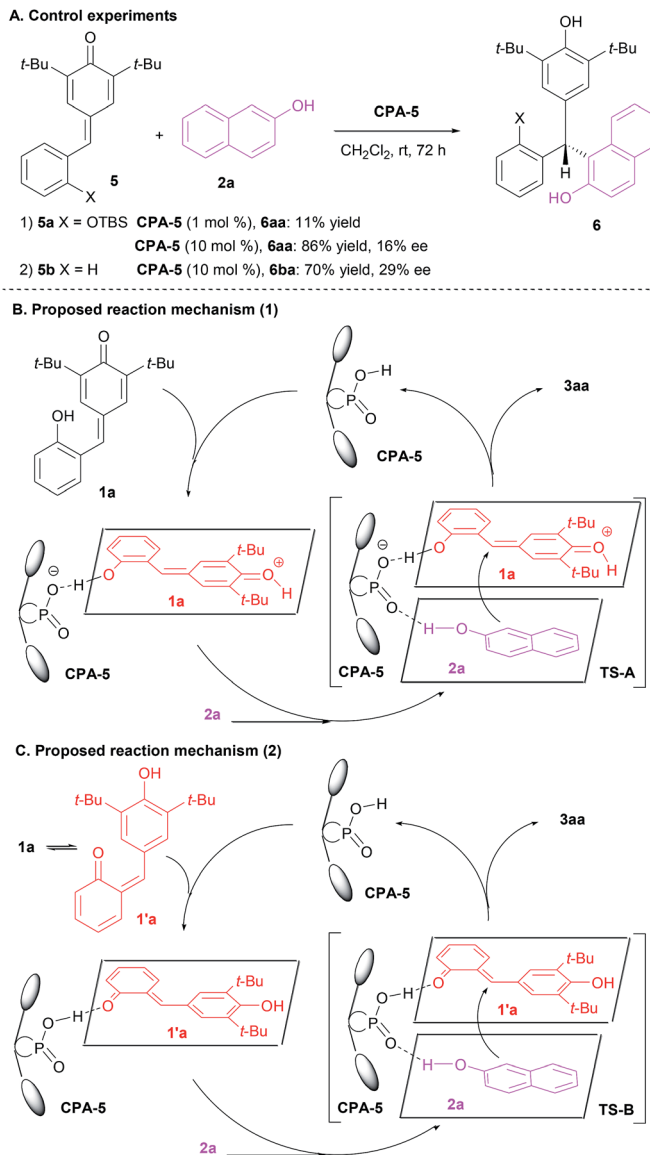 A. Control experiments
O
t-Bu
t-Bu
5
X
+
OH
2a
CPA-5
CH2Cl2, rt, 72 h
OH
t-Bu
t-Bu
X
H
HO
6
1) 5a X = OTBS CPA-5 (1 mol %), 6aa: 11% yield
CPA-5 (10 mol %), 6aa: 86% yield, 16% ee
2) 5b X = H CPA-5 (10 mol %), 6ba: 70% yield, 29% ee
B. Proposed reaction mechanism (1)
O
t-Bu
t-Bu
OH
1a
O-H
P
O
CPA-5
3aa
⊖
O
H
P
O
O
t-Bu
⊕
O
H
t-Bu
1a
CPA-5
⊖
O
H
P
O
O
t-Bu
⊕
O
H
t-Bu
1a
H-O
2a
CPA-5
TS-A
2a
C. Proposed reaction mechanism (2)
OH
t-Bu
t-Bu
1a
O
1'a
O-H
P
O
CPA-5
3aa
O
H
P
O
O
t-Bu
OH
t-Bu
1'a
CPA-5
O
H
P
O
O
t-Bu
OH
t-Bu
1'a
H-O
2a
CPA-5
TS-B
2a